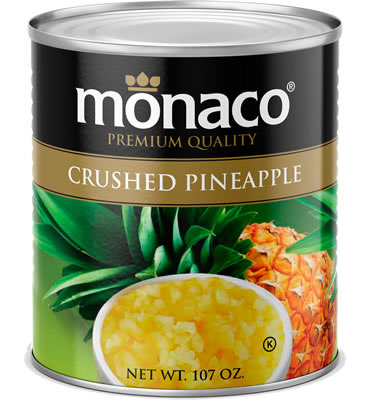 monaco®
PREMIUM QUALITY
CRUSHED PINEAPPLE
K
NET WT. 107 OZ.